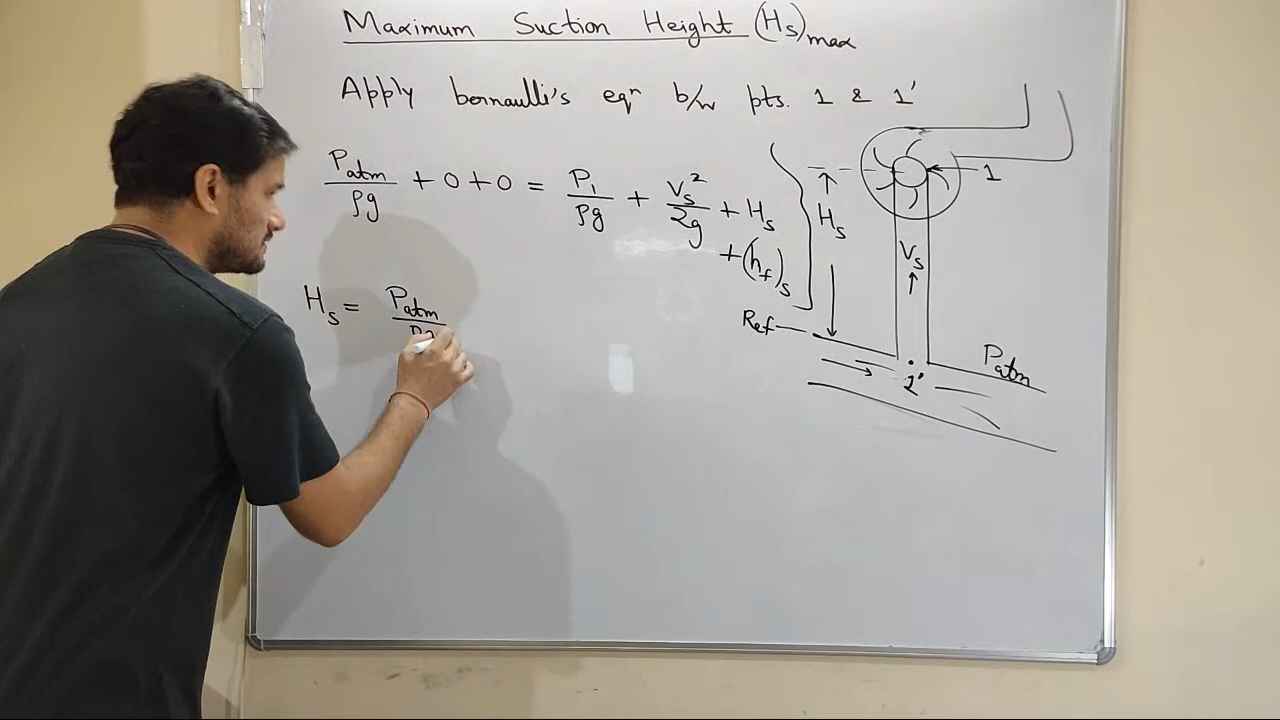 Maximum Suction Height (Hs)max
Apply bernaulli's eqn b/w pts. 1 & 1'
Patm/ρg + 0 + 0 = P1/ρg + Vs²/2g + Hs
+ (hf)s
Hs = Patm/ρg
1
Hs
Vs
Ref
Patm
1'